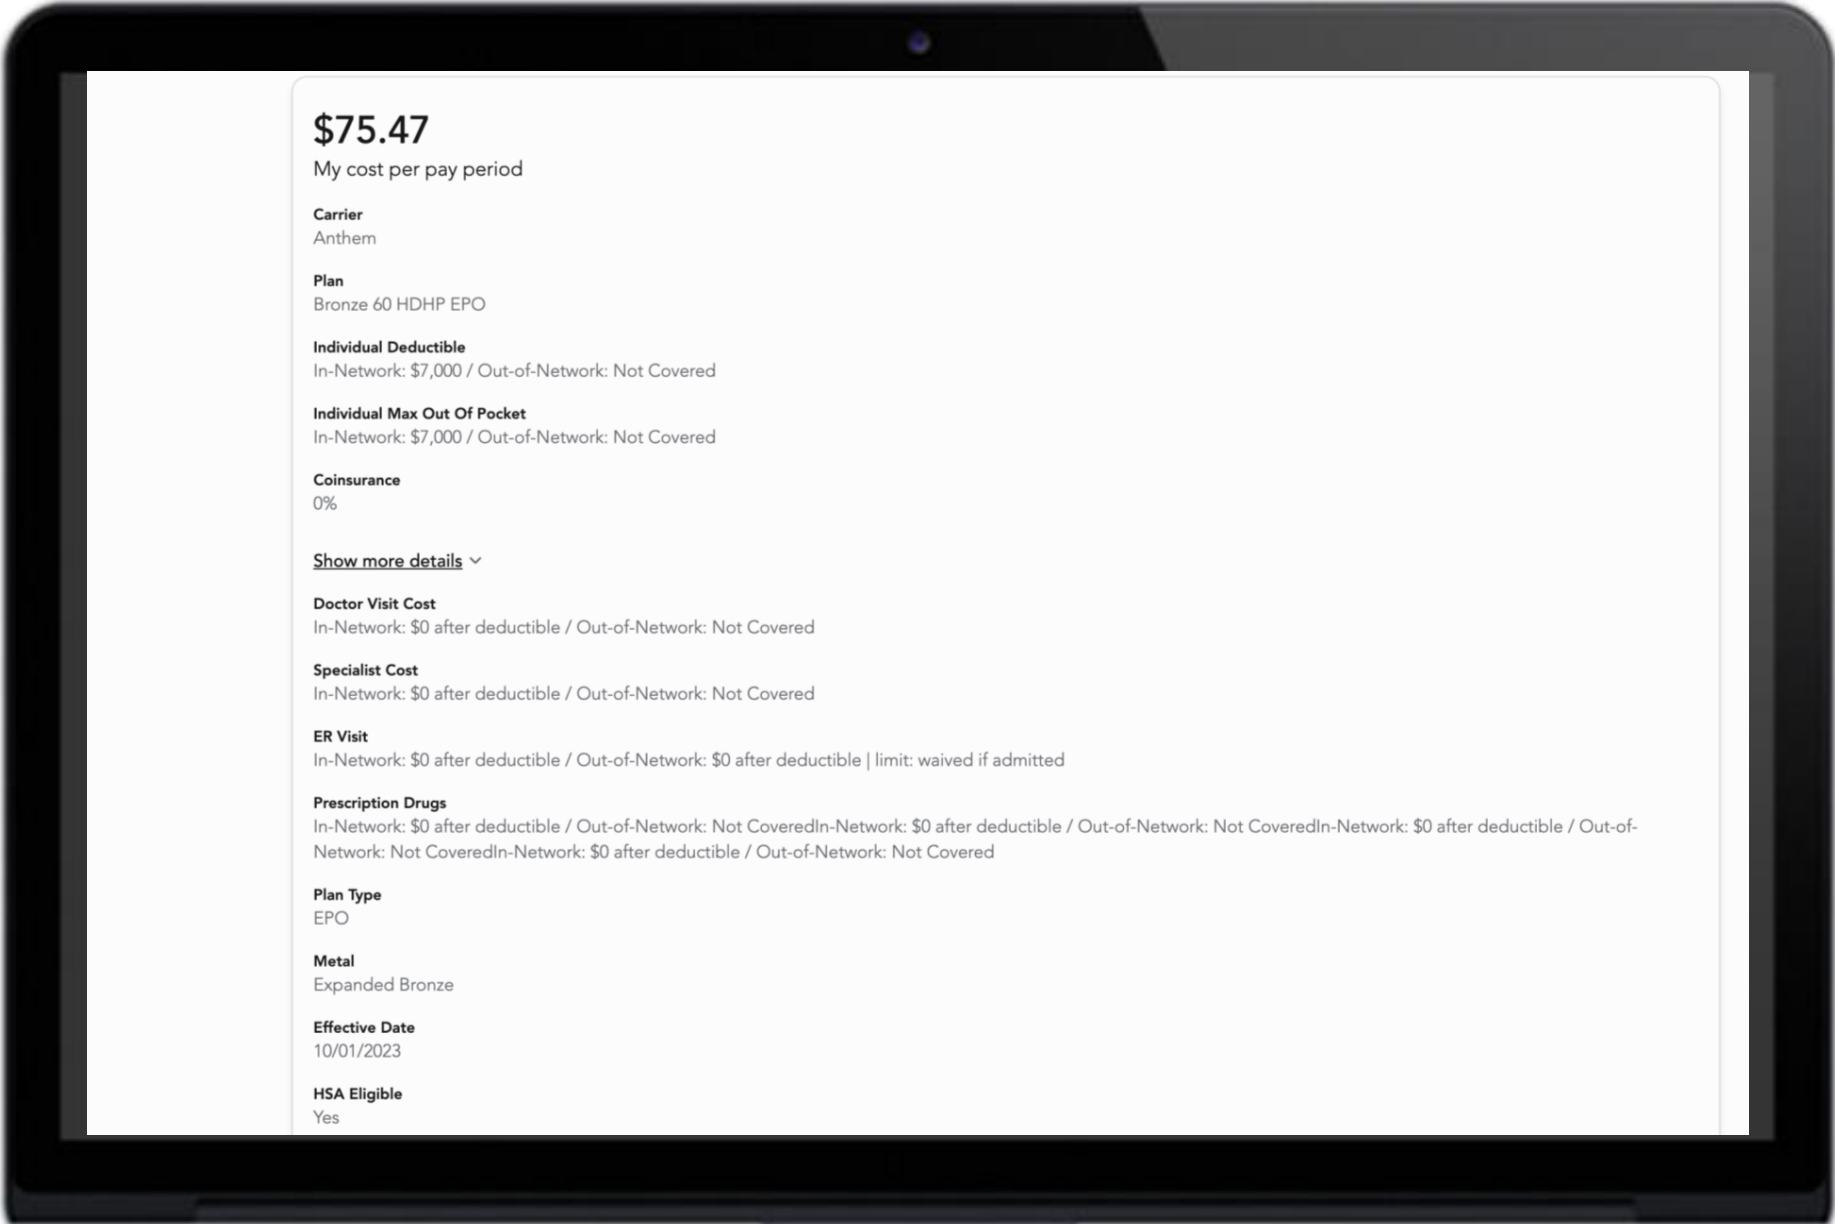 $75.47
My cost per pay period
Carrier
Anthem
Plan
Bronze 60 HDHP EPO
Individual Deductible
In-Network: $7,000 / Out-of-Network: Not Covered
Individual Max Out Of Pocket
In-Network: $7,000 / Out-of-Network: Not Covered
Coinsurance
0%
Show more details
Doctor Visit Cost
In-Network: $0 after deductible / Out-of-Network: Not Covered
Specialist Cost
In-Network: $0 after deductible / Out-of-Network: Not Covered
ER Visit
In-Network: $0 after deductible / Out-of-Network: $0 after deductible | limit: waived if admitted
Prescription Drugs
In-Network: $0 after deductible / Out-of-Network: Not CoveredIn-Network: $0 after deductible / Out-of-Network: Not CoveredIn-Network: $0 after deductible / Out-of-
Network: Not CoveredIn-Network: $0 after deductible / Out-of-Network: Not Covered
Plan Type
EPO
Metal
Expanded Bronze
Effective Date
10/01/2023
HSA Eligible
Yes